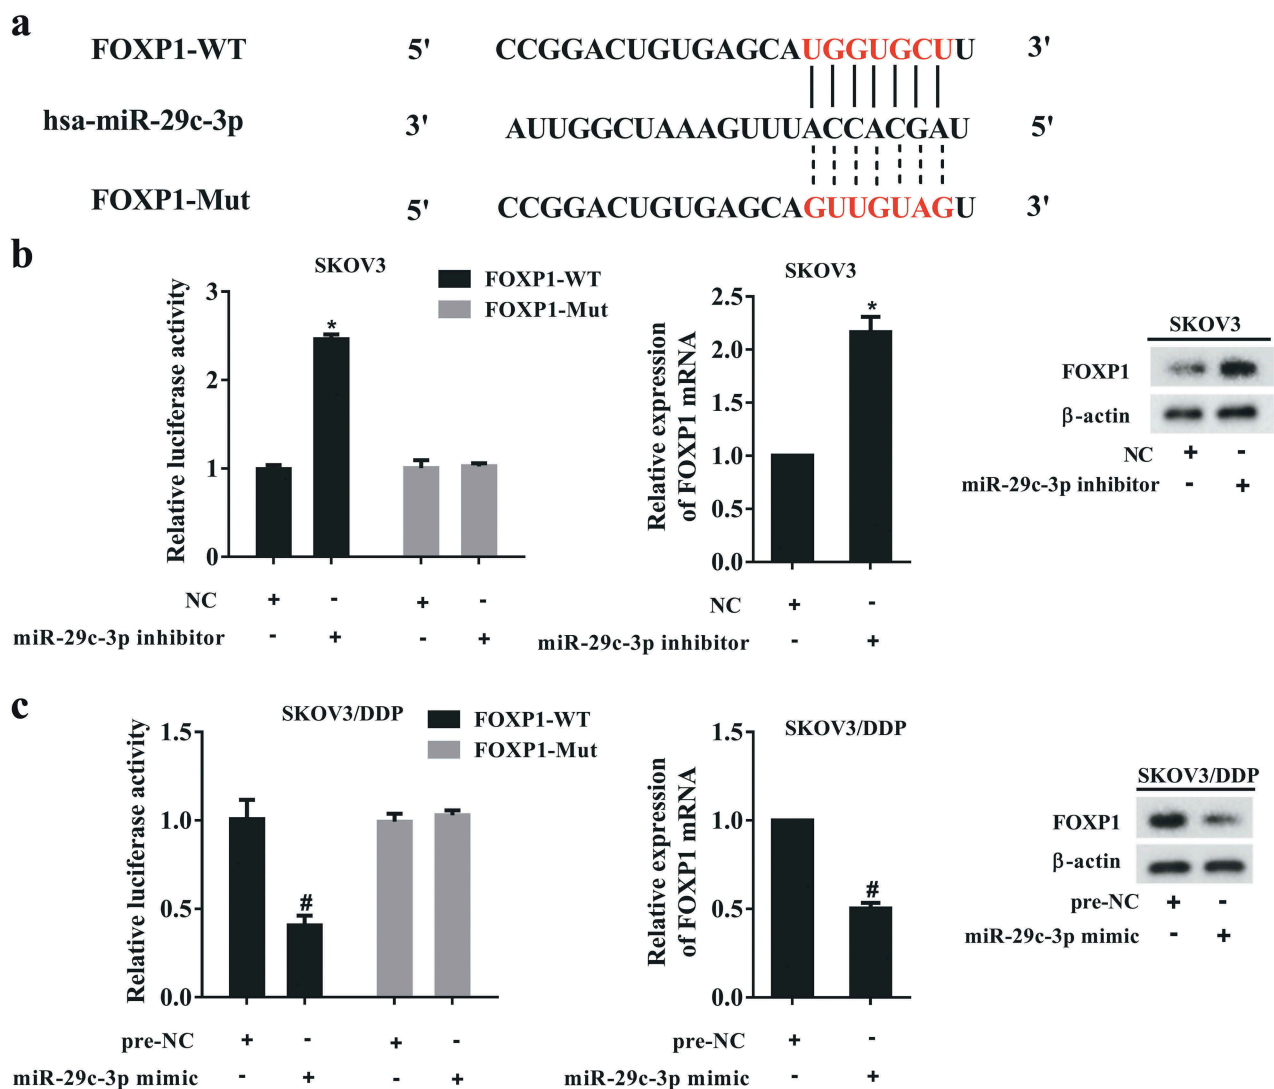 a
FOXP1-WT 5' CCGGACUGUGAGCAUGGUGCUU 3'
hsa-miR-29c-3p 3' AUUGGCUAAAGUUUACCACGAU 5'
FOXP1-Mut 5' CCGGACUGUGAGCAGUUGUAGU 3'
b
SKOV3
FOXP1-WT
FOXP1-Mut
Relative luciferase activity
3
2
1
0
*
NC + - + -
miR-29c-3p inhibitor - + - +
SKOV3
Relative expression
of FOXP1 mRNA
2.5
2.0
1.5
1.0
0.5
0.0
*
NC + -
miR-29c-3p inhibitor - +
SKOV3
FOXP1
β-actin
NC + -
miR-29c-3p inhibitor - +
c
SKOV3/DDP
FOXP1-WT
FOXP1-Mut
Relative luciferase activity
1.5
1.0
0.5
0.0
#
pre-NC + - + -
miR-29c-3p mimic - + - +
SKOV3/DDP
Relative expression
of FOXP1 mRNA
1.5
1.0
0.5
0.0
#
pre-NC + -
miR-29c-3p mimic - +
SKOV3/DDP
FOXP1
β-actin
pre-NC + -
miR-29c-3p mimic - +